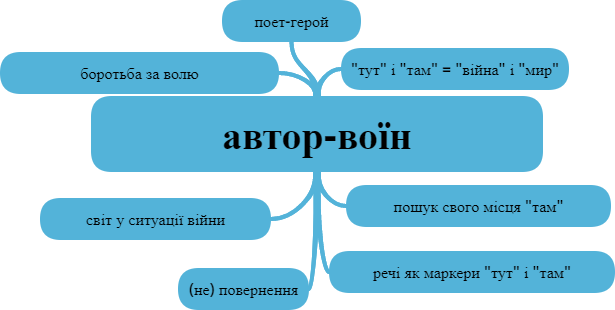 поет-герой
боротьба за волю
"тут" і "там" = "війна" і "мир"
автор-воїн
світ у ситуації війни
пошук свого місця "там"
(не) повернення
речі як маркери "тут" і "там"